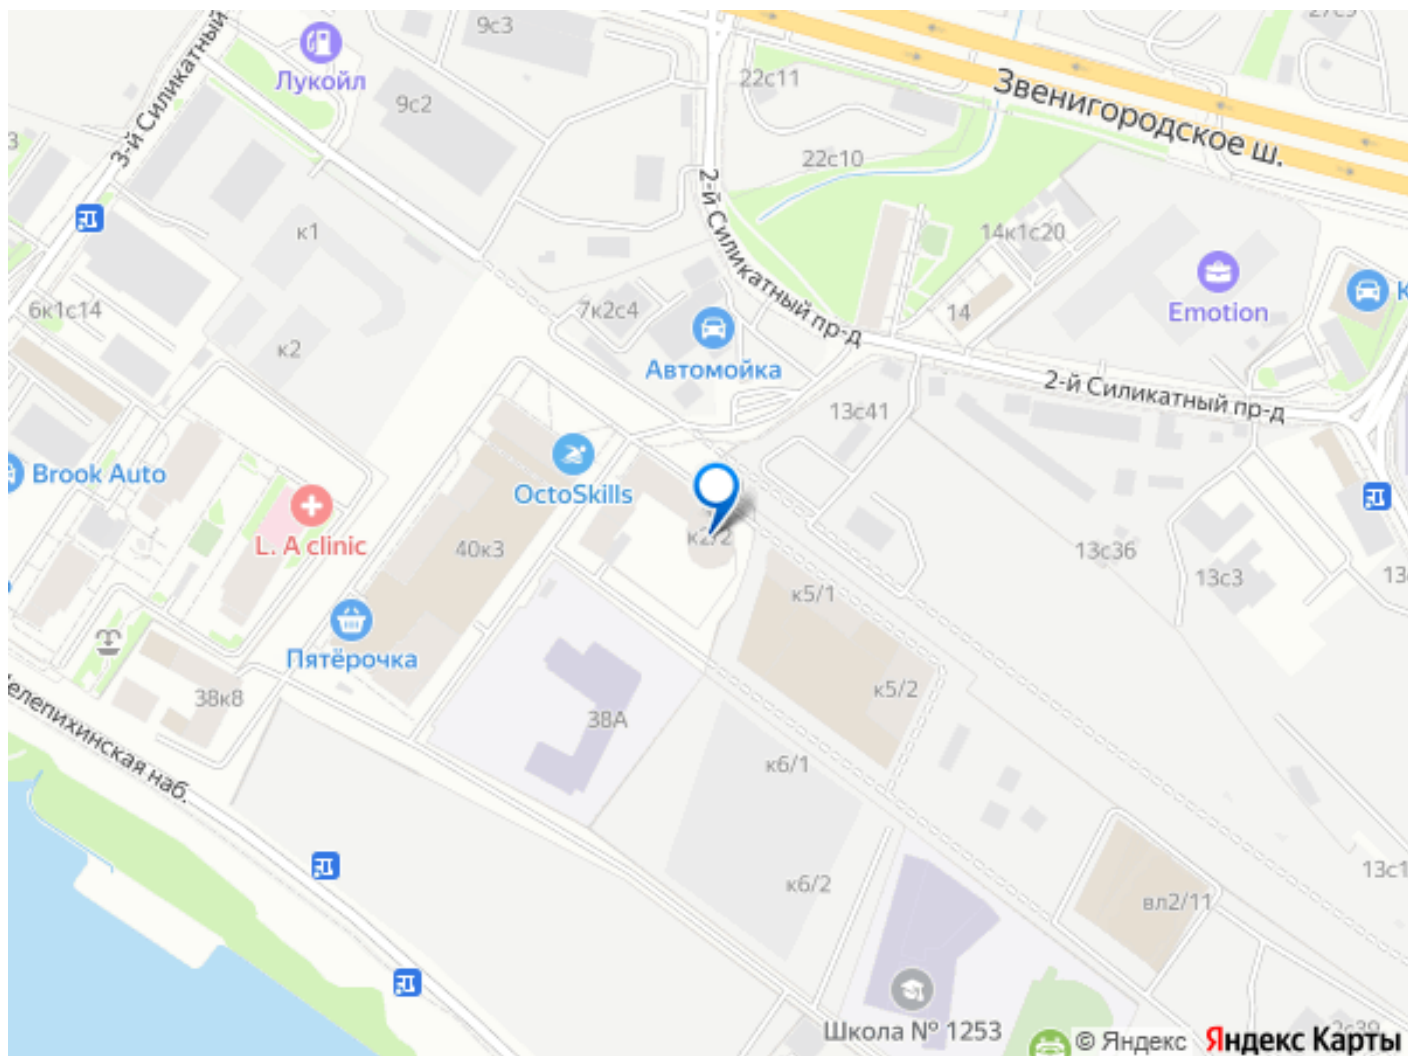 9с3
Лукойл
9с2
3-й Силикатный
22с11
22с10
Звенигородское ш.
2-й Силикатный пр-д
14к1с20
14
Emotion
к1
к2
6к1с14
7к2с4
Автомойка
2-й Силикатный пр-д
13с41
Brook Auto
OctoSkills
L. A clinic
40к3
к2/2
13с36
13с3
к5/1
к5/2
Пятёрочка
38к8
38А
к6/1
к6/2
вл2/11
Школа № 1253
© Яндекс
Яндекс Карты